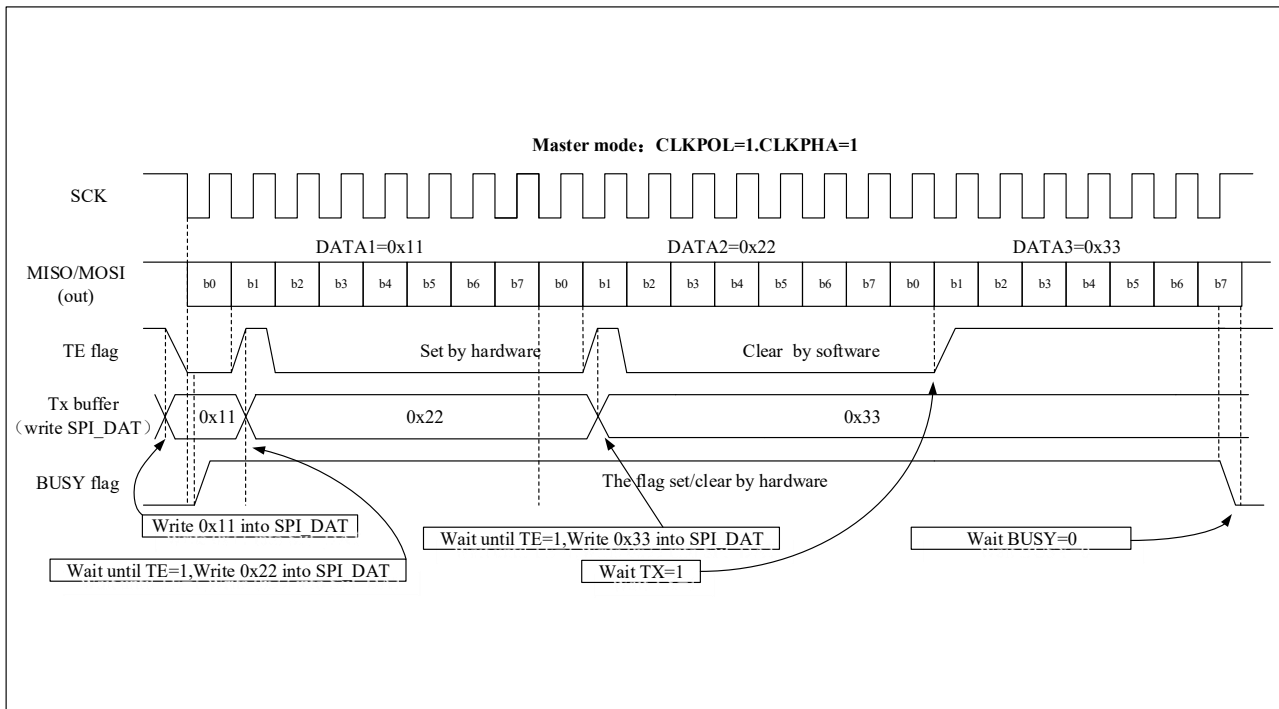 Master mode：CLKPOL=1.CLKPHA=1
SCK
DATA1=0x11 DATA2=0x22 DATA3=0x33
MISO/MOSI
(out)
b0 b1 b2 b3 b4 b5 b6 b7 b0 b1 b2 b3 b4 b5 b6 b7 b0 b1 b2 b3 b4 b5 b6 b7
TE flag
Set by hardware
Clear by software
Tx buffer
（write SPI_DAT）
0x11 0x22 0x33
BUSY flag
The flag set/clear by hardware
Write 0x11 into SPI_DAT
Wait until TE=1,Write 0x33 into SPI_DAT
Wait BUSY=0
Wait until TE=1,Write 0x22 into SPI_DAT
Wait TX=1